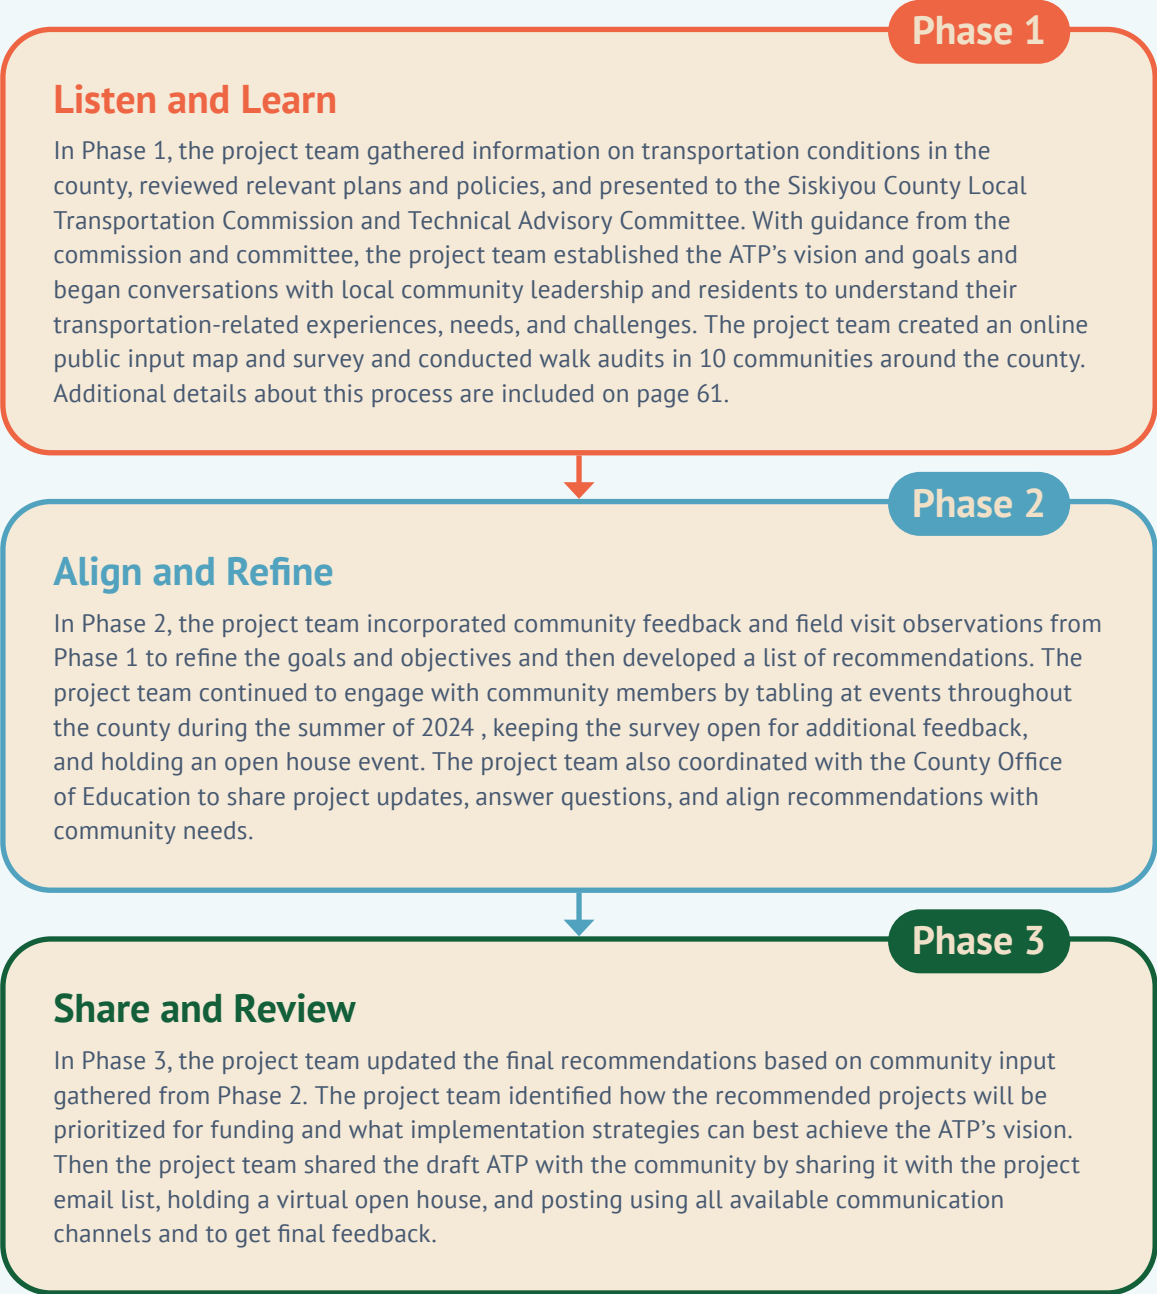 Phase 1
Listen and Learn
In Phase 1, the project team gathered information on transportation conditions in the
county, reviewed relevant plans and policies, and presented to the Siskiyou County Local
Transportation Commission and Technical Advisory Committee. With guidance from the
commission and committee, the project team established the ATP’s vision and goals and
began conversations with local community leadership and residents to understand their
transportation-related experiences, needs, and challenges. The project team created an online
public input map and survey and conducted walk audits in 10 communities around the county.
Additional details about this process are included on page 61.
Phase 2
Align and Refine
In Phase 2, the project team incorporated community feedback and field visit observations from
Phase 1 to refine the goals and objectives and then developed a list of recommendations. The
project team continued to engage with community members by tabling at events throughout
the county during the summer of 2024 , keeping the survey open for additional feedback,
and holding an open house event. The project team also coordinated with the County Office
of Education to share project updates, answer questions, and align recommendations with
community needs.
Phase 3
Share and Review
In Phase 3, the project team updated the final recommendations based on community input
gathered from Phase 2. The project team identified how the recommended projects will be
prioritized for funding and what implementation strategies can best achieve the ATP’s vision.
Then the project team shared the draft ATP with the community by sharing it with the project
email list, holding a virtual open house, and posting using all available communication
channels and to get final feedback.